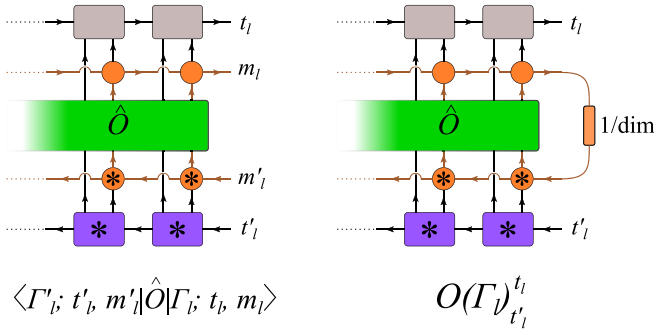 t_l t_l
m_l
Ô Ô 1/dim
* * * *
m'_l
* * t'_l * * t'_l
⟨Γ'_l; t'_l, m'_l|Ô|Γ_l; t_l, m_l⟩ O(Γ_l)^{t_l}_{t'_l}